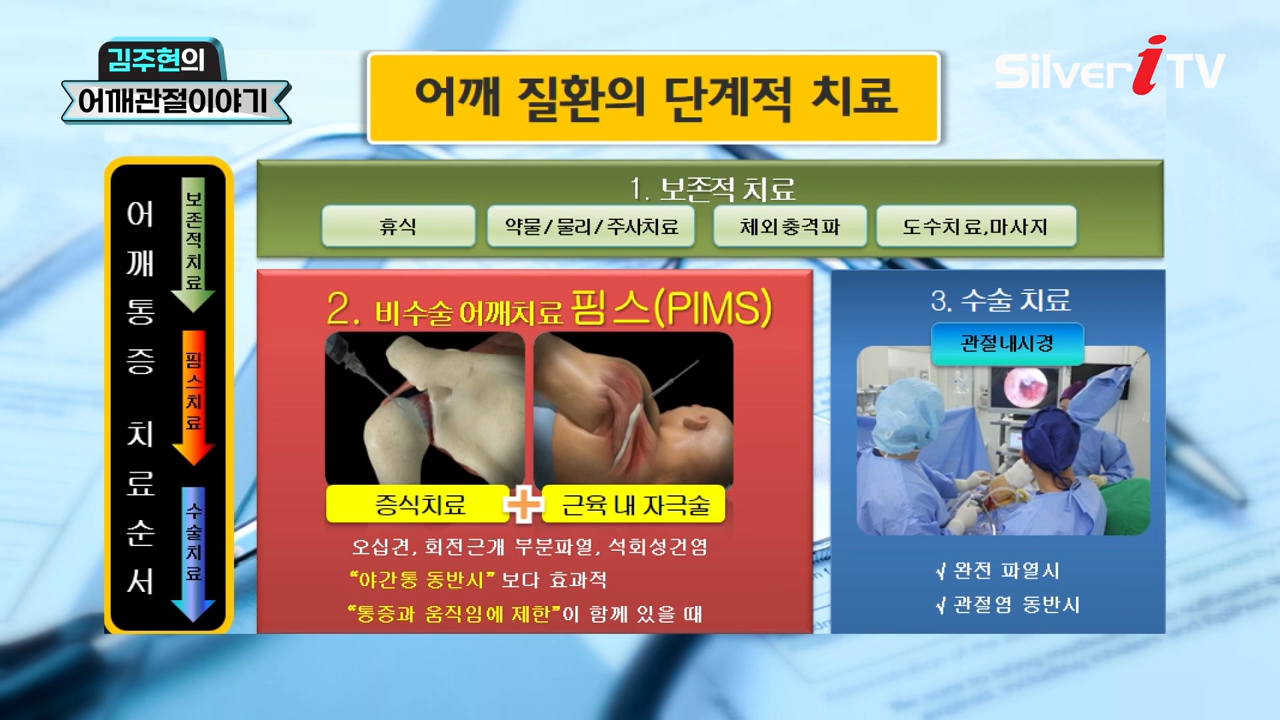 김주현의
어깨관절이야기
Silver i TV
어깨 질환의 단계적 치료
어깨통증 치료순서
보존적치료
핌스치료
수술치료
1. 보존적 치료
휴식
약물/물리/주사치료
체외충격파
도수치료,마사지
2. 비수술 어깨치료 핌스(PIMS)
증식치료
+
근육 내 자극술
오십견, 회전근개 부분파열, 석회성건염
“야간통 동반시” 보다 효과적
“통증과 움직임에 제한”이 함께 있을 때
3. 수술 치료
관절내시경
√ 완전 파열시
√ 관절염 동반시